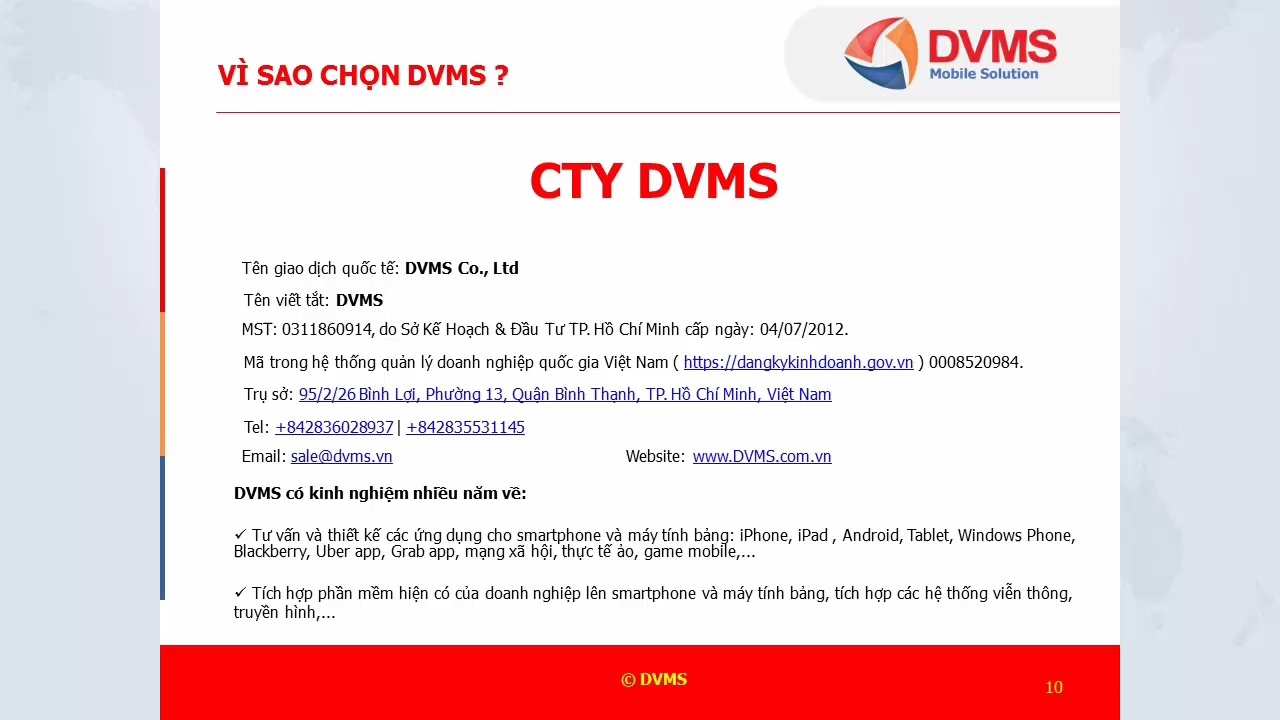 VÌ SAO CHỌN DVMS ?
DVMS
Mobile Solution
CTY DVMS
Tên giao dịch quốc tế: DVMS Co., Ltd
Tên viết tắt: DVMS
MST: 0311860914, do Sở Kế Hoạch & Đầu Tư TP. Hồ Chí Minh cấp ngày: 04/07/2012.
Mã trong hệ thống quản lý doanh nghiệp quốc gia Việt Nam ( https://dangkykinhdoanh.gov.vn ) 0008520984.
Trụ sở: 95/2/26 Bình Lợi, Phường 13, Quận Bình Thạnh, TP. Hồ Chí Minh, Việt Nam
Tel: +842836028937 | +842835531145
Email: sale@dvms.vn Website: www.DVMS.com.vn
DVMS có kinh nghiệm nhiều năm về:
✓ Tư vấn và thiết kế các ứng dụng cho smartphone và máy tính bảng: iPhone, iPad , Android, Tablet, Windows Phone,
Blackberry, Uber app, Grab app, mạng xã hội, thực tế ảo, game mobile,...
✓ Tích hợp phần mềm hiện có của doanh nghiệp lên smartphone và máy tính bảng, tích hợp các hệ thống viễn thông,
truyền hình,...
© DVMS
10